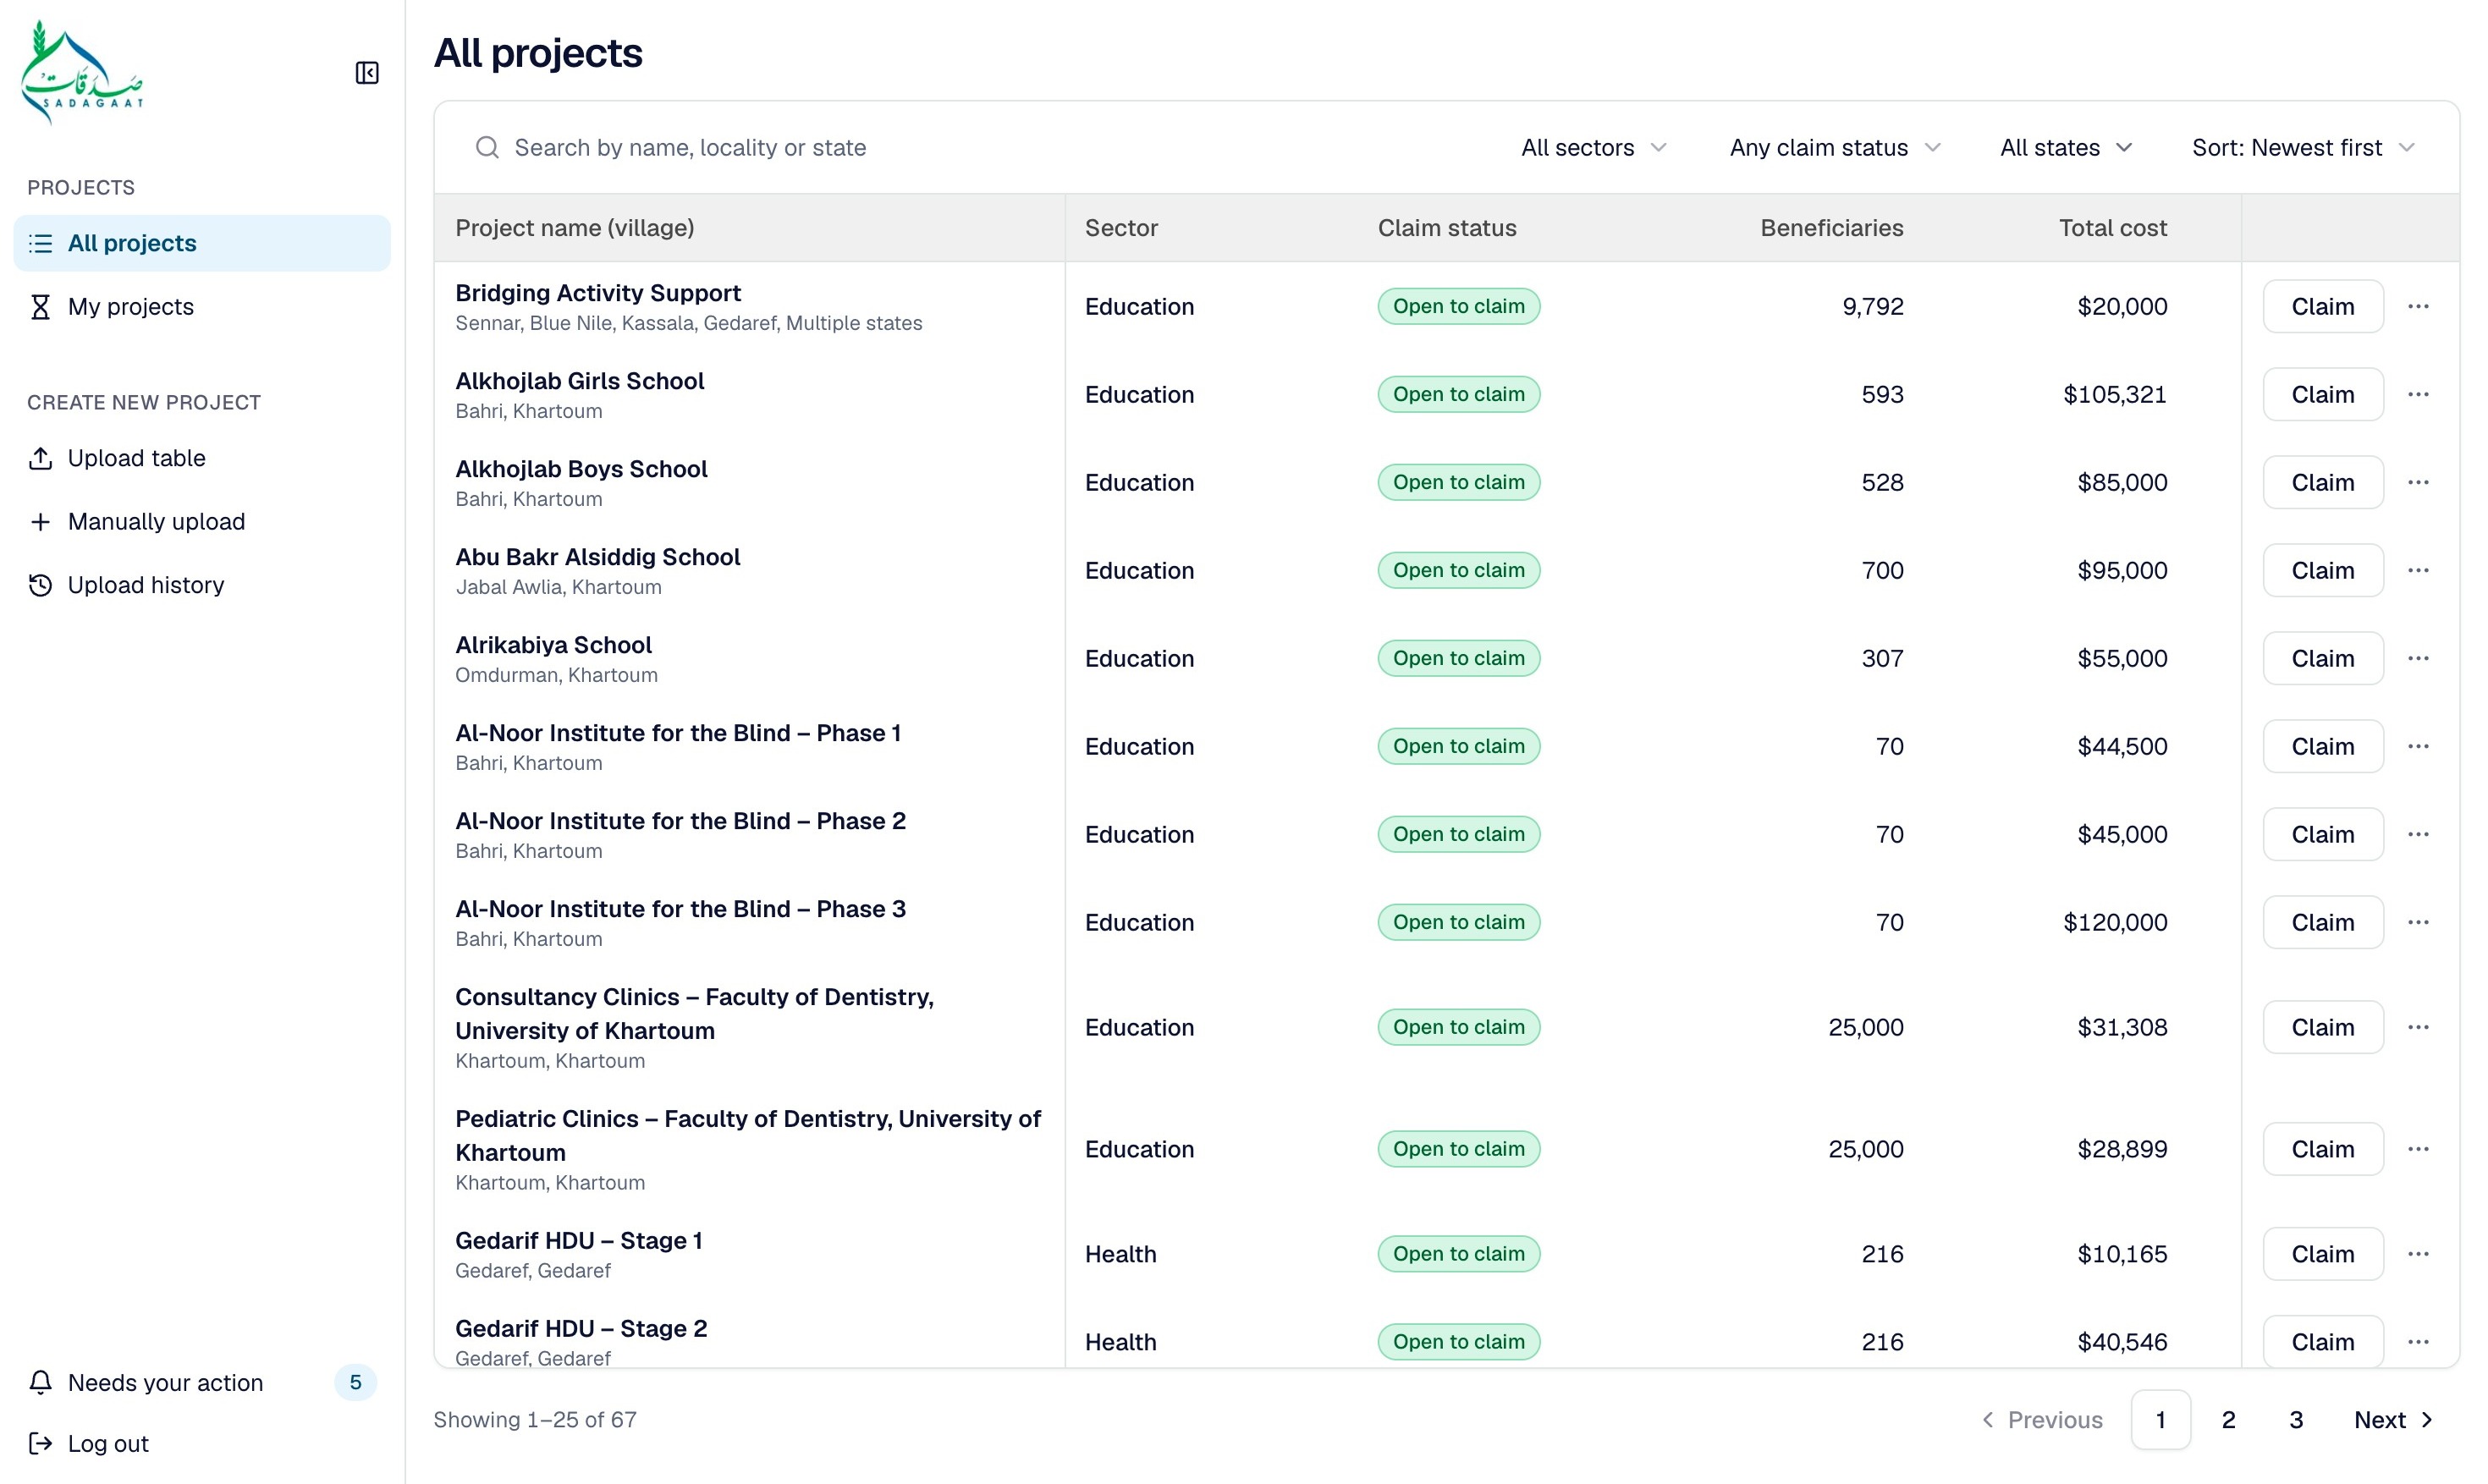 صدقات
SADAGAAT
PROJECTS
All projects
My projects
CREATE NEW PROJECT
Upload table
Manually upload
Upload history
Needs your action 5
Log out
All projects
Search by name, locality or state All sectors Any claim status All states Sort: Newest first
Project name (village) Sector Claim status Beneficiaries Total cost
Bridging Activity Support
Sennar, Blue Nile, Kassala, Gedaref, Multiple states
Education Open to claim 9,792 $20,000 Claim
Alkhojlab Girls School
Bahri, Khartoum
Education Open to claim 593 $105,321 Claim
Alkhojlab Boys School
Bahri, Khartoum
Education Open to claim 528 $85,000 Claim
Abu Bakr Alsiddig School
Jabal Awlia, Khartoum
Education Open to claim 700 $95,000 Claim
Alrikabiya School
Omdurman, Khartoum
Education Open to claim 307 $55,000 Claim
Al-Noor Institute for the Blind – Phase 1
Bahri, Khartoum
Education Open to claim 70 $44,500 Claim
Al-Noor Institute for the Blind – Phase 2
Bahri, Khartoum
Education Open to claim 70 $45,000 Claim
Al-Noor Institute for the Blind – Phase 3
Bahri, Khartoum
Education Open to claim 70 $120,000 Claim
Consultancy Clinics – Faculty of Dentistry,
University of Khartoum
Khartoum, Khartoum
Education Open to claim 25,000 $31,308 Claim
Pediatric Clinics – Faculty of Dentistry, University of
Khartoum
Khartoum, Khartoum
Education Open to claim 25,000 $28,899 Claim
Gedarif HDU – Stage 1
Gedaref, Gedaref
Health Open to claim 216 $10,165 Claim
Gedarif HDU – Stage 2
Gedaref, Gedaref
Health Open to claim 216 $40,546 Claim
Showing 1–25 of 67
Previous 1 2 3 Next